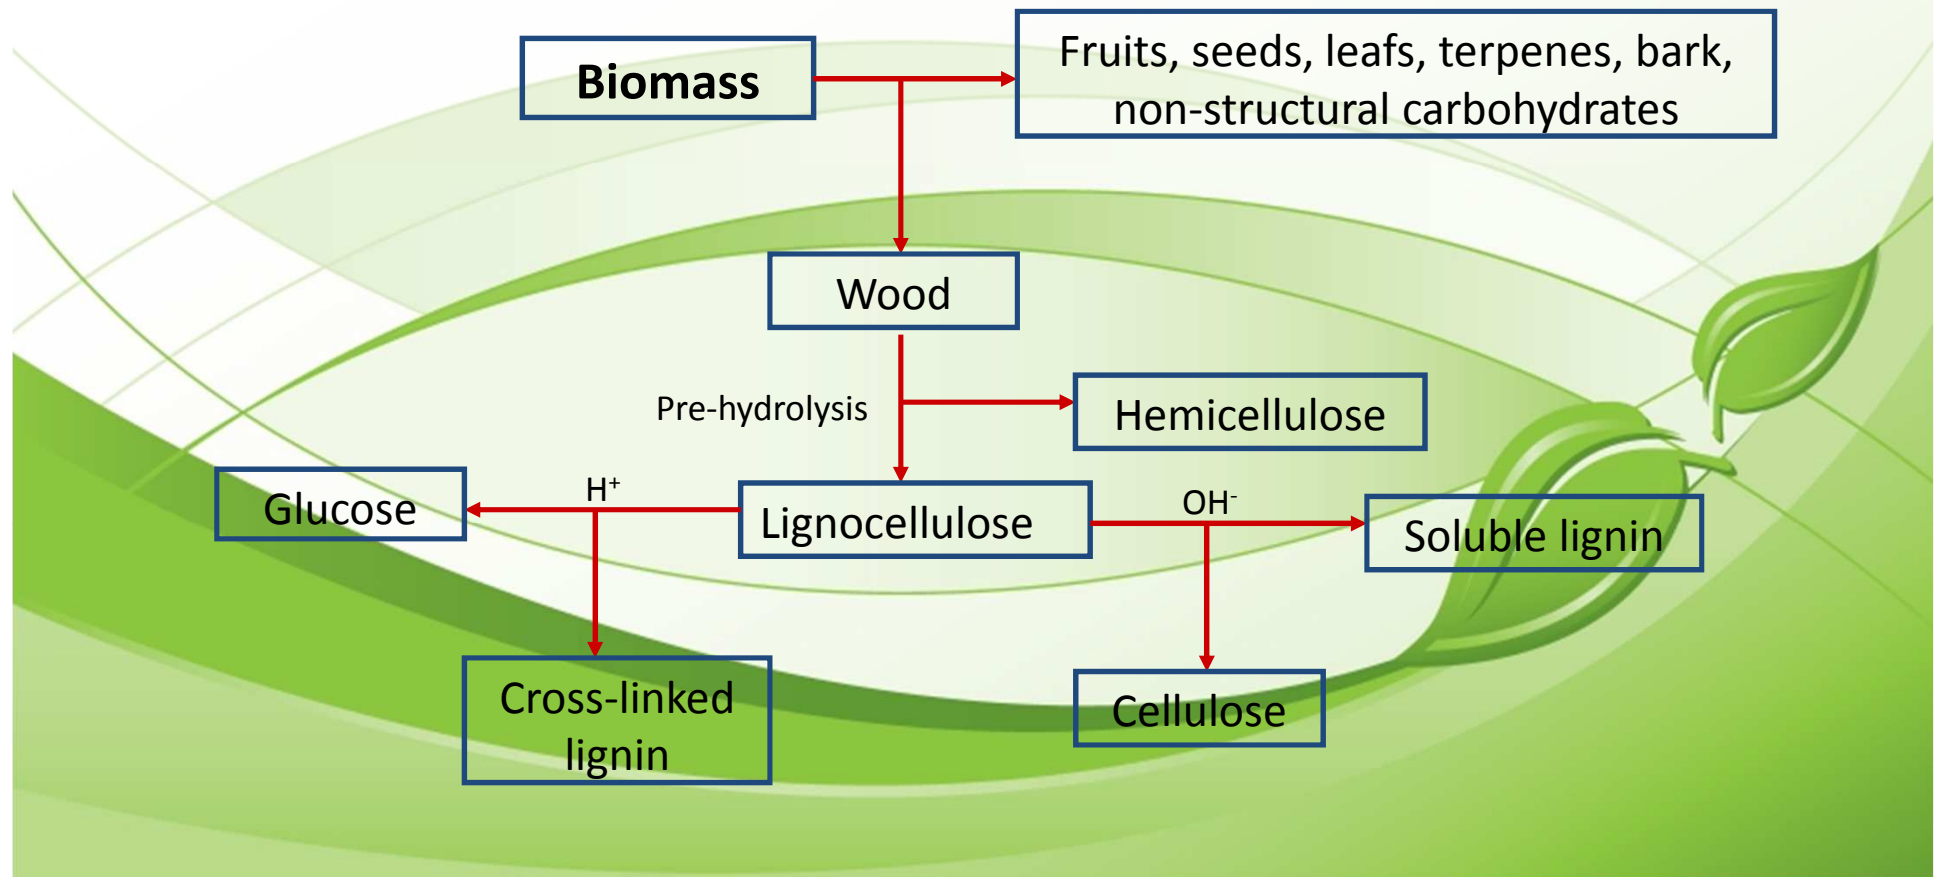 Biomass
Fruits, seeds, leafs, terpenes, bark,
non-structural carbohydrates
Wood
Pre-hydrolysis
Hemicellulose
Glucose
H⁺
Lignocellulose
OH⁻
Soluble lignin
Cross-linked
lignin
Cellulose